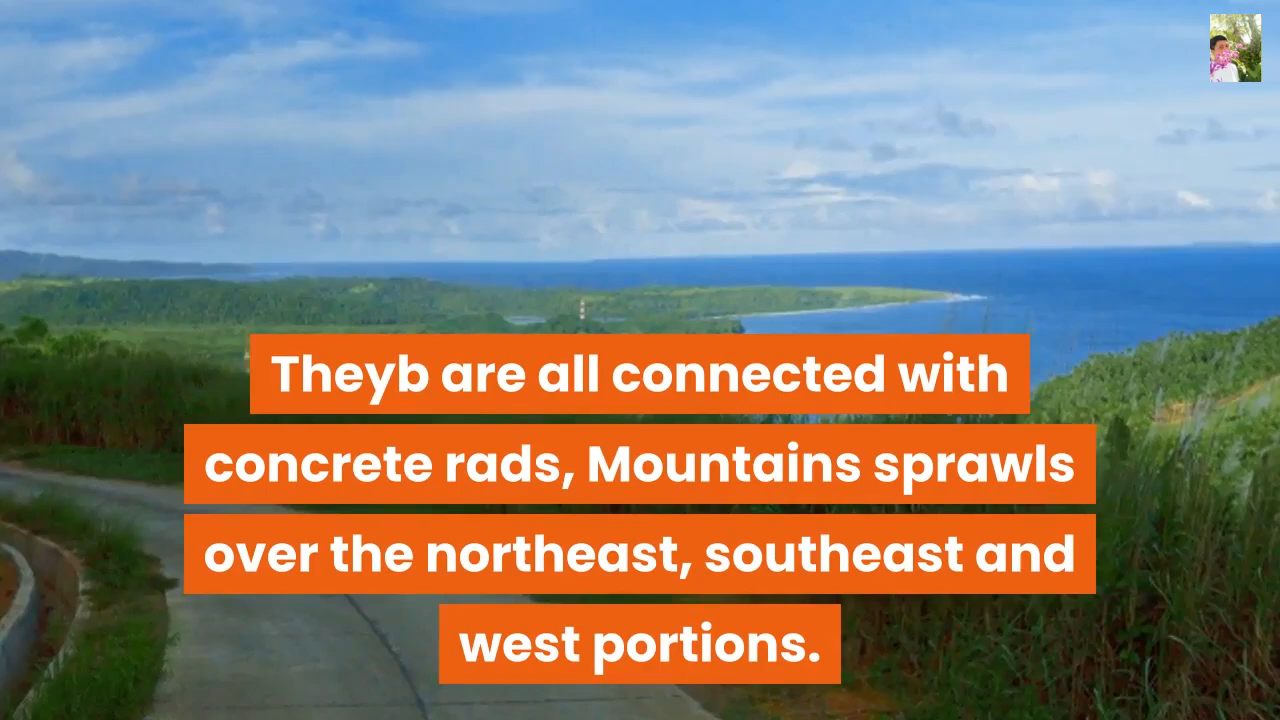 Theyb are all connected with
concrete rads, Mountains sprawls
over the northeast, southeast and
west portions.